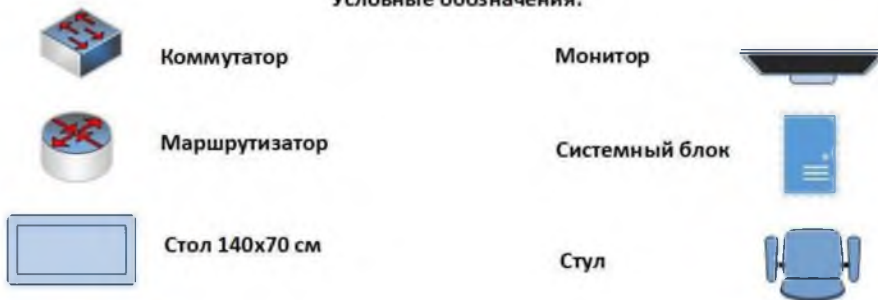 Условные обозначения:
Коммутатор
Монитор
Маршрутизатор
Системный блок
Стол 140x70 см
Стул